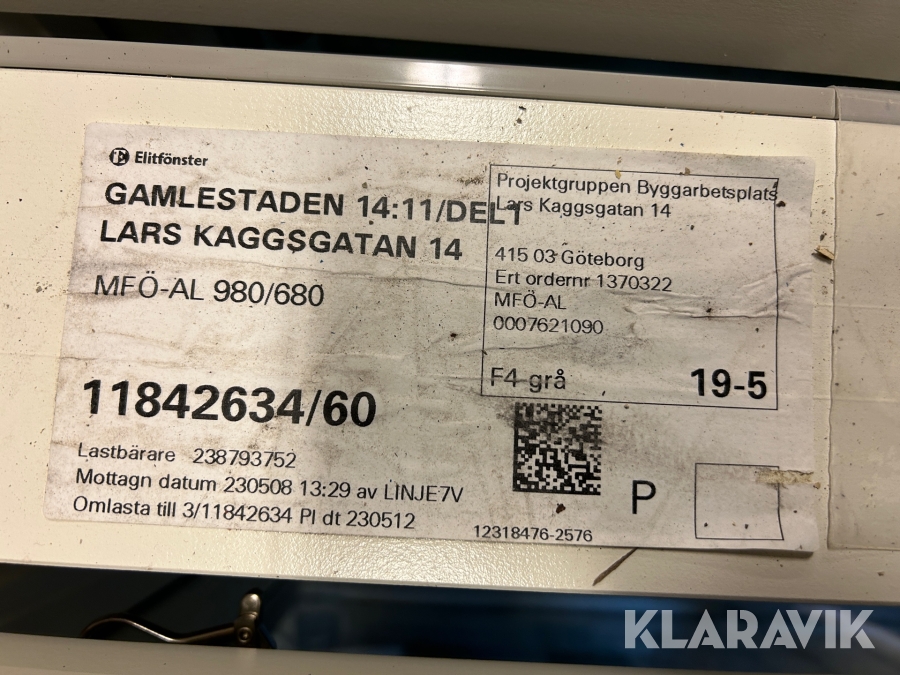 Elitfönster
GAMLESTADEN 14:11/DEL1
LARS KAGGSGATAN 14
MFÖ-AL 980/680
Projektgruppen Byggarbetsplats
Lars Kaggsgatan 14
415 03 Göteborg
Ert ordernr 1370322
MFÖ-AL
0007621090
F4 grå
19-5
11842634/60
Lastbärare 238793752
Mottagn datum 230508 13:29 av LINJE7V
Omlasta till 3/11842634 Pl dt 230512
P
12318476-2576
KLARAVIK